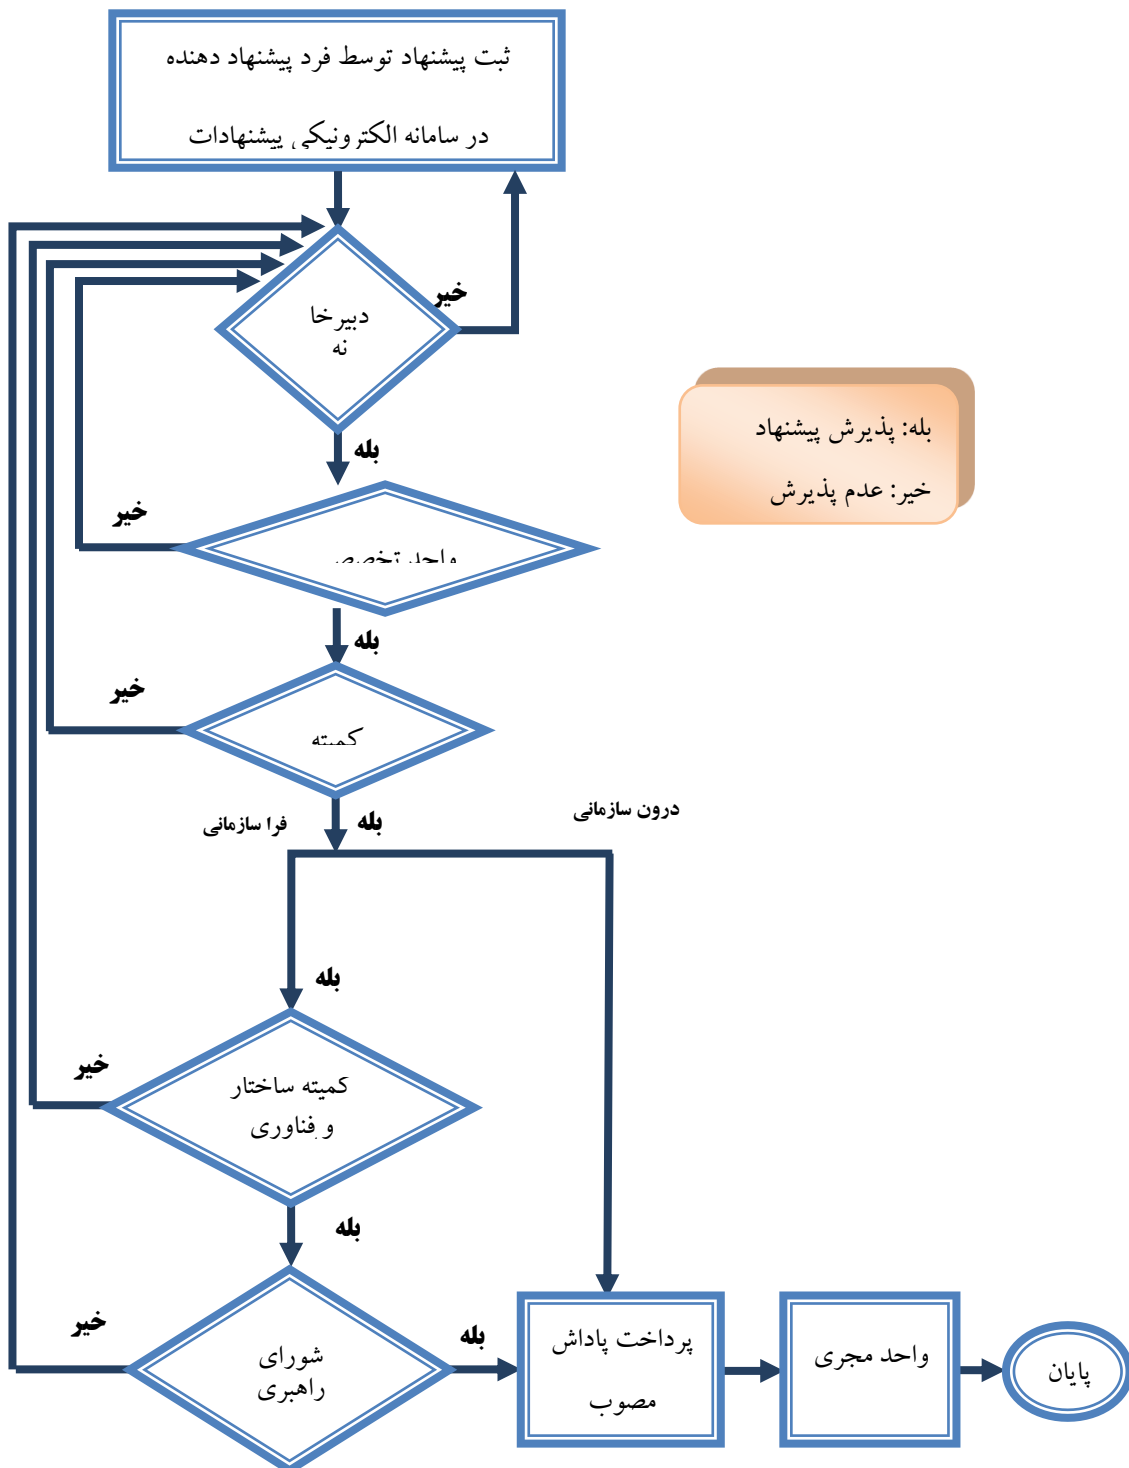 ثبت پیشنهاد توسط فرد پیشنهاد دهنده
در سامانه الکترونیکی پیشنهادات
خیر
دبیرخا
نه
بله: پذیرش پیشنهاد
خیر: عدم پذیرش
بله
خیر
واحد تخصصی
بله
خیر
کمیته
درون سازمانی
فرا سازمانی
بله
بله
خیر
کمیته ساختار
و فناوری
بله
خیر
بله
شورای
راهبری
پرداخت پاداش
مصوب
واحد مجری
پایان